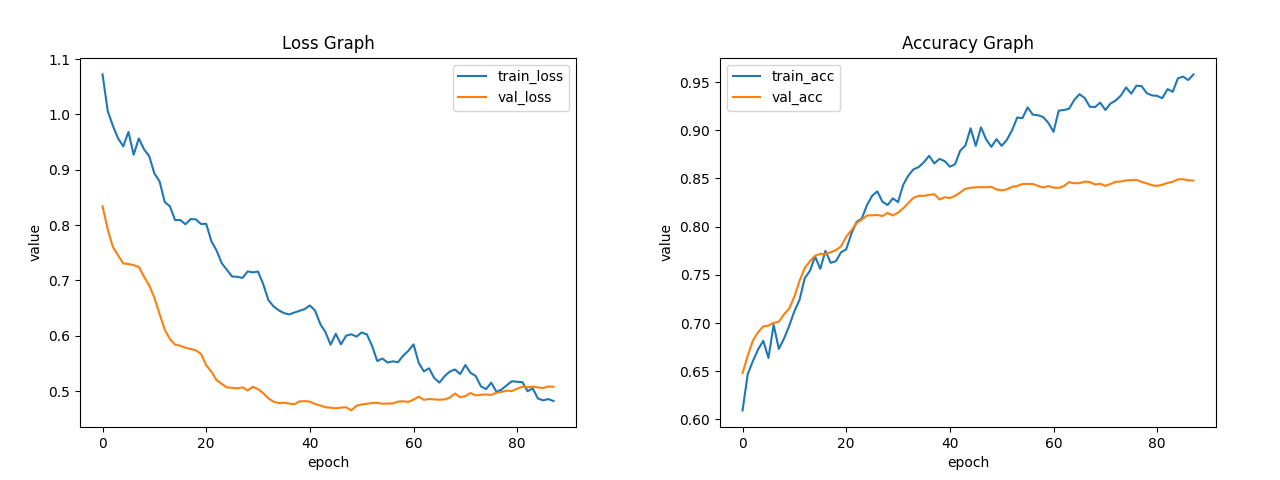 Loss Graph
1.1
1.0
0.9
0.8
0.7
0.6
0.5
value
0 20 40 60 80
epoch
train_loss
val_loss
Accuracy Graph
0.95
0.90
0.85
0.80
0.75
0.70
0.65
0.60
value
0 20 40 60 80
epoch
train_acc
val_acc